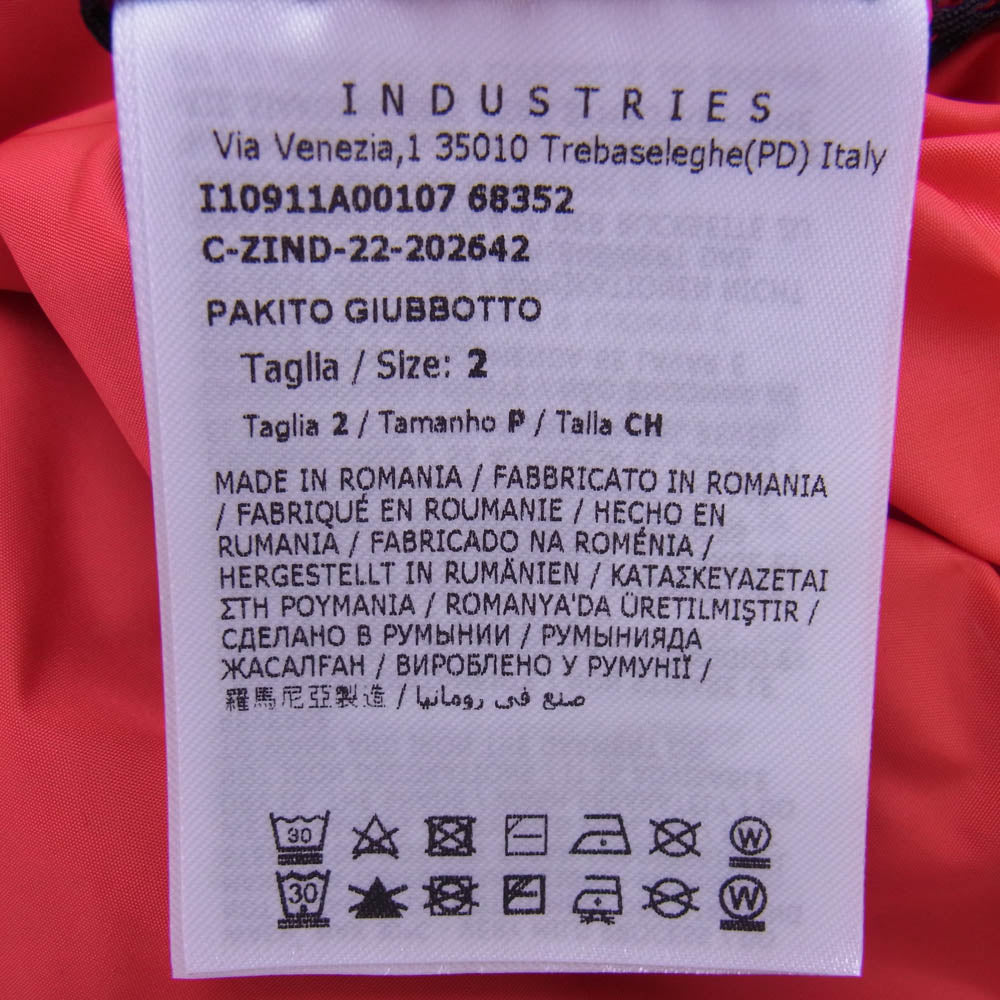 INDUSTRIES
Via Venezia,1 35010 Trebaseleghe(PD) Italy
I10911A00107 68352
C-ZIND-22-202642
PAKITO GIUBBOTTO
Taglia / Size: 2
Taglia 2 / Tamanho P / Talla CH
MADE IN ROMANIA / FABBRICATO IN ROMANIA
/ FABRIQUÉ EN ROUMANIE / HECHO EN
RUMANIA / FABRICADO NA ROMÉNIA /
HERGESTELLT IN RUMÄNIEN / ΚΑΤΑΣΚΕΥΑΖΕΤΑΙ
ΣΤΗ ΡΟΥΜΑΝΙΑ / ROMANYA'DA ÜRETILMIŞTIR /
СДЕЛАНО В РУМЫНИИ / РУМЫНИЯДА
ЖАСАЛҒАН / ВИРОБЛЕНО У РУМУНІЇ /
羅馬尼亞製造 / صنع في رومانيا
30 W
30 W